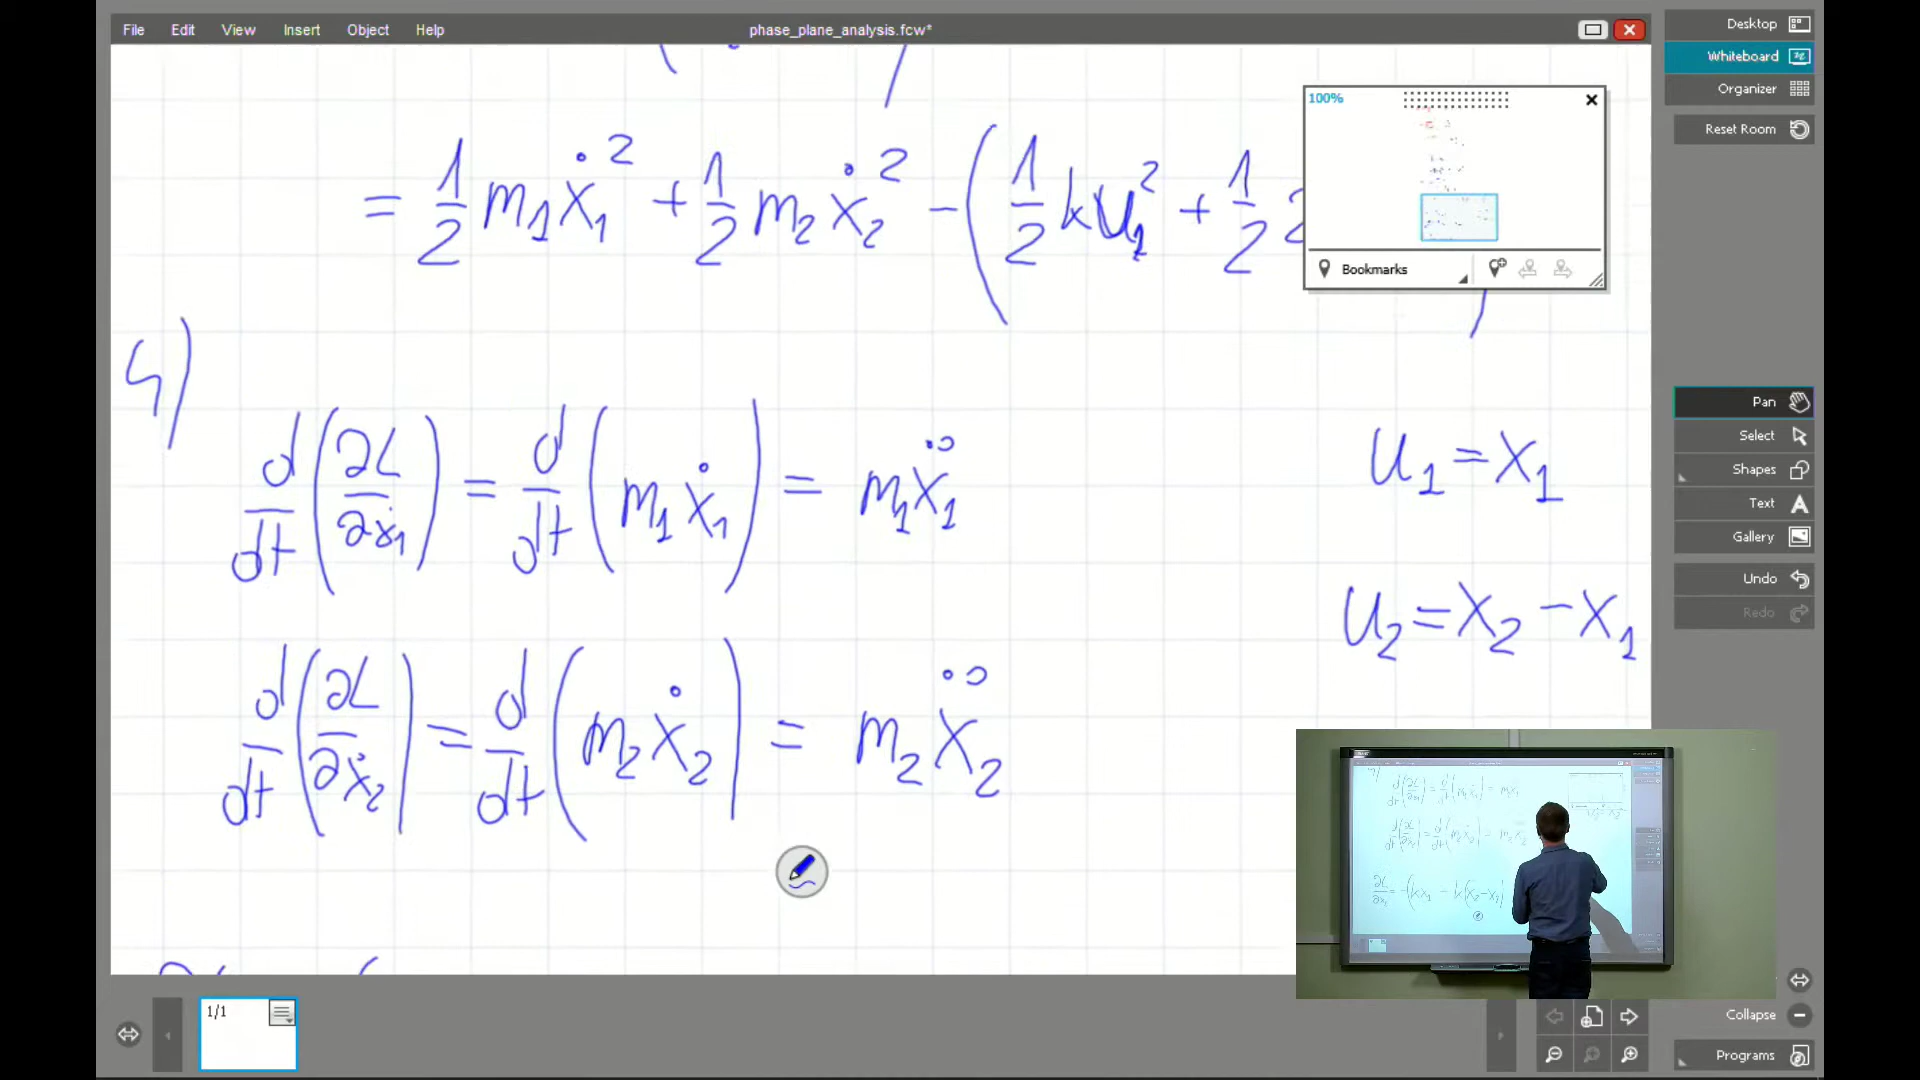 File Edit View Insert Object Help phase_plane_analysis.fcw*
Desktop
Whiteboard
Organizer
Reset Room
100%
Bookmarks
= 1/2 m₁ẋ₁² + 1/2 m₂ẋ₂² - (1/2 ku₁² + 1/2 2
4)
d/dt (∂L/∂ẋ₁) = d/dt (m₁ẋ₁) = m₁ẍ₁
u₁ = x₁
u₂ = x₂ - x₁
d/dt (∂L/∂ẋ₂) = d/dt (m₂ẋ₂) = m₂ẍ₂
Pan
Select
Shapes
Text
Gallery
Undo
Redo
1/1
Collapse
Programs